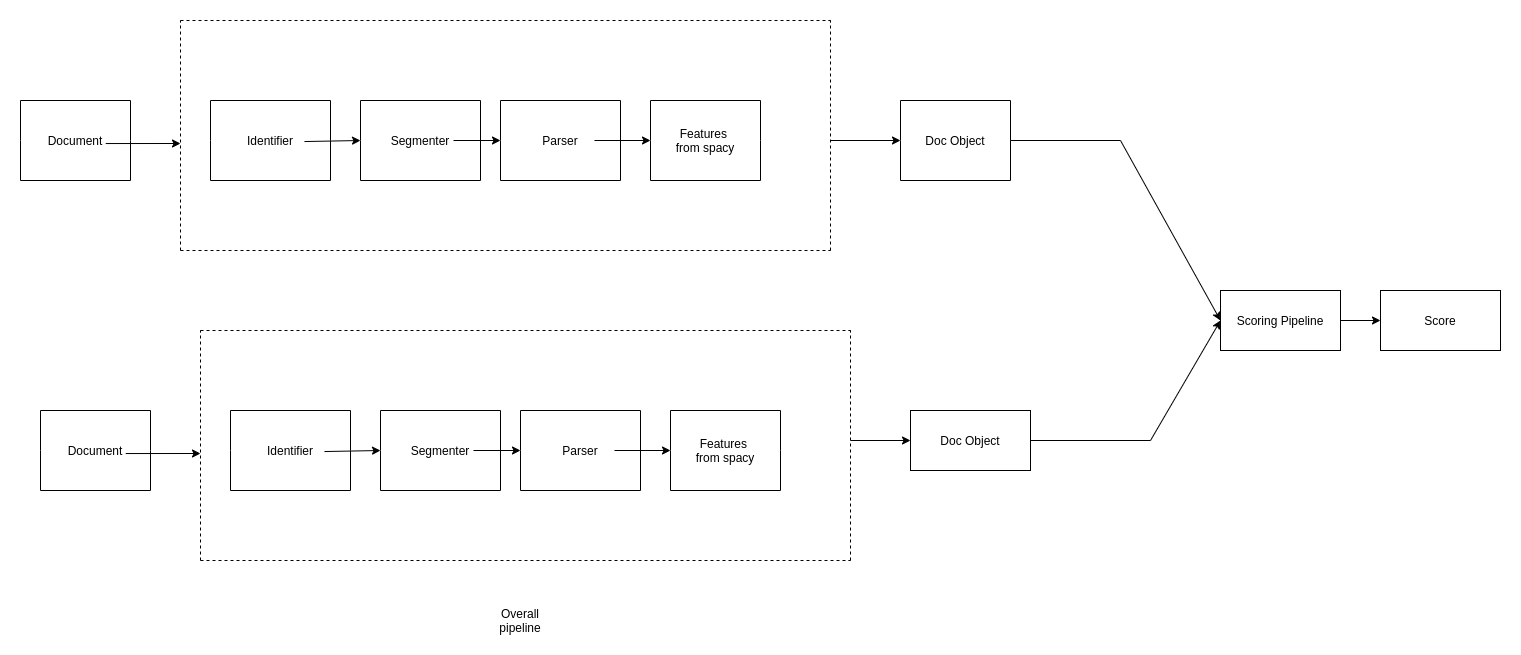 Document
Identifier
Segmenter
Parser
Features
from spacy
Doc Object
Scoring Pipeline
Score
Document
Identifier
Segmenter
Parser
Features
from spacy
Doc Object
Overall
pipeline